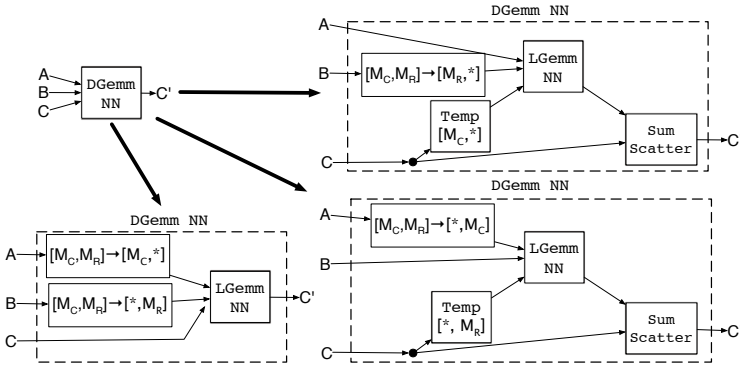 A
B
C
DGemm
NN
C'
DGemm NN
A
B
[M_C,M_R]→[M_R,*]
LGemm
NN
Temp
[M_C,*]
C
Sum
Scatter
C
DGemm NN
A
[M_C,M_R]→[M_C,*]
B
[M_C,M_R]→[*,M_R]
C
LGemm
NN
C'
DGemm NN
A
[M_C,M_R]→[*,M_C]
B
LGemm
NN
Temp
[*, M_R]
C
Sum
Scatter
C